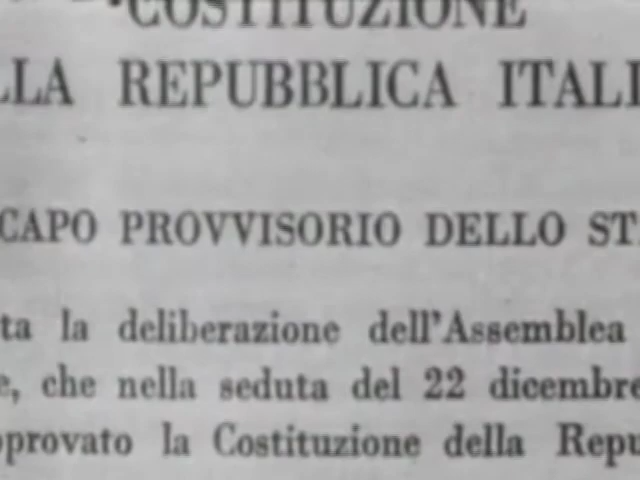 COSTITUZIONE
LLA REPUBBLICA ITALI
CAPO PROVVISORIO DELLO STA
ta la deliberazione dell'Assemblea
e, che nella seduta del 22 dicembre
pprovato la Costituzione della Repu